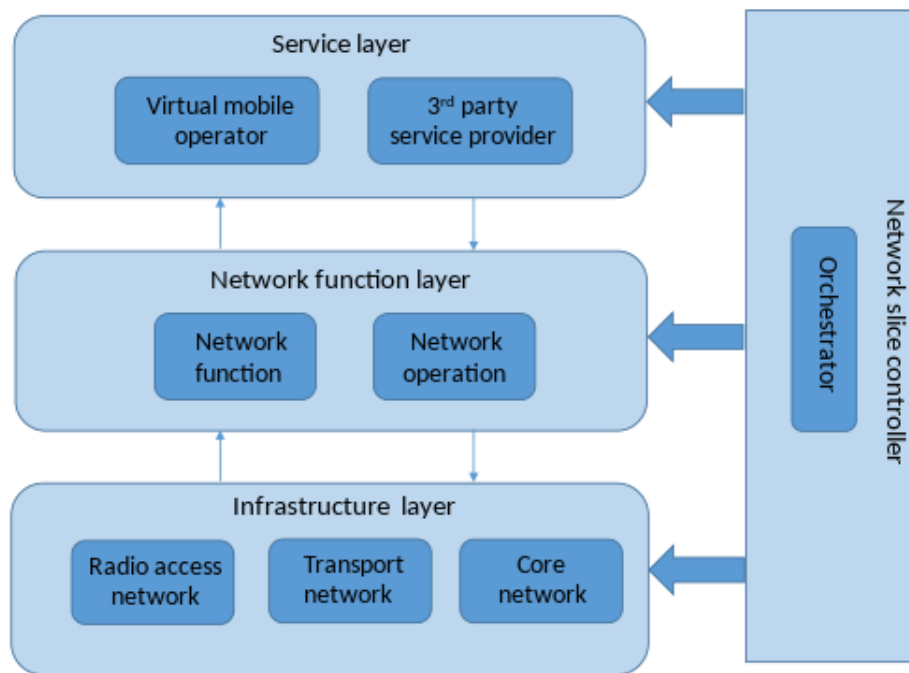 Service layer
Virtual mobile
operator
3rd party
service provider
Network function layer
Network
function
Network
operation
Infrastructure layer
Radio access
network
Transport
network
Core
network
Orchestrator
Network slice controller